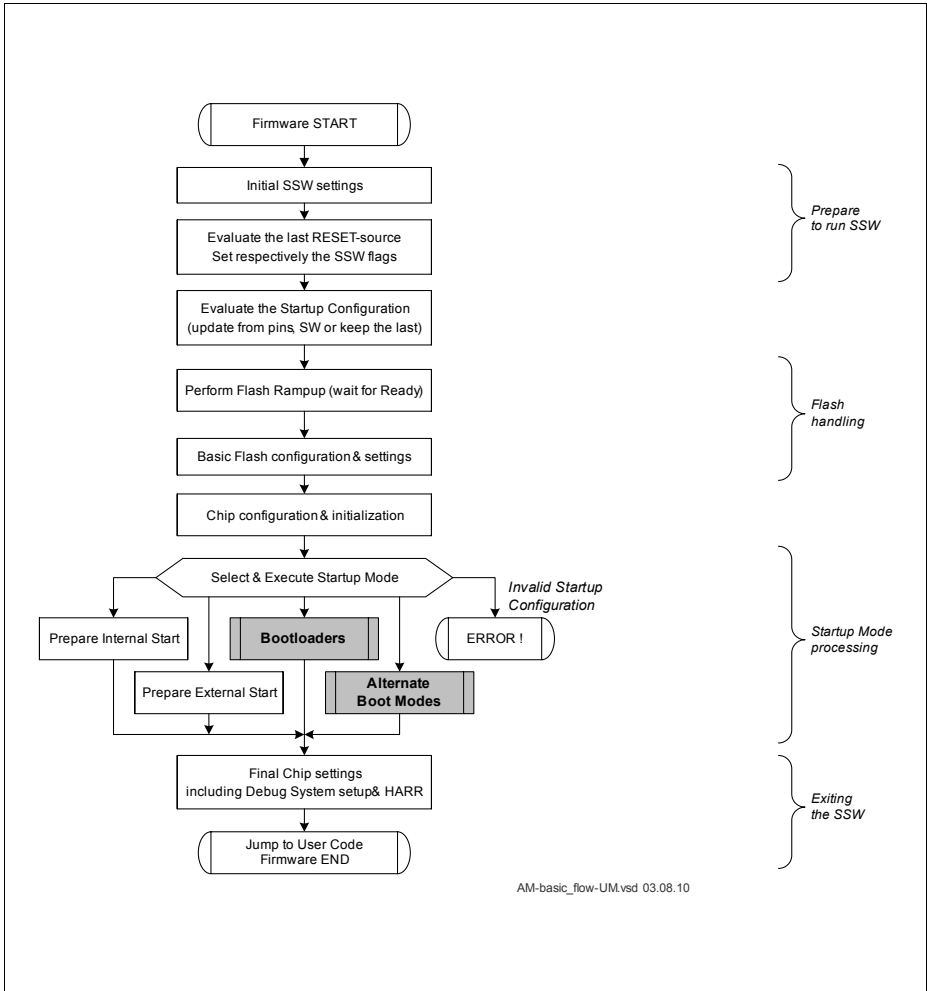 Firmware START
Initial SSW settings
Prepare
to run SSW
Evaluate the last RESET-source
Set respectively the SSW flags
Evaluate the Startup Configuration
(update from pins, SW or keep the last)
Perform Flash Rampup (wait for Ready)
Flash
handling
Basic Flash configuration & settings
Chip configuration & initialization
Select & Execute Startup Mode
Invalid Startup
Configuration
Prepare Internal Start
Bootloaders
ERROR !
Startup Mode
processing
Prepare External Start
Alternate
Boot Modes
Final Chip settings
including Debug System setup& HARR
Exiting
the SSW
Jump to User Code
Firmware END
AM-basic_flow-UM.vsd 03.08.10